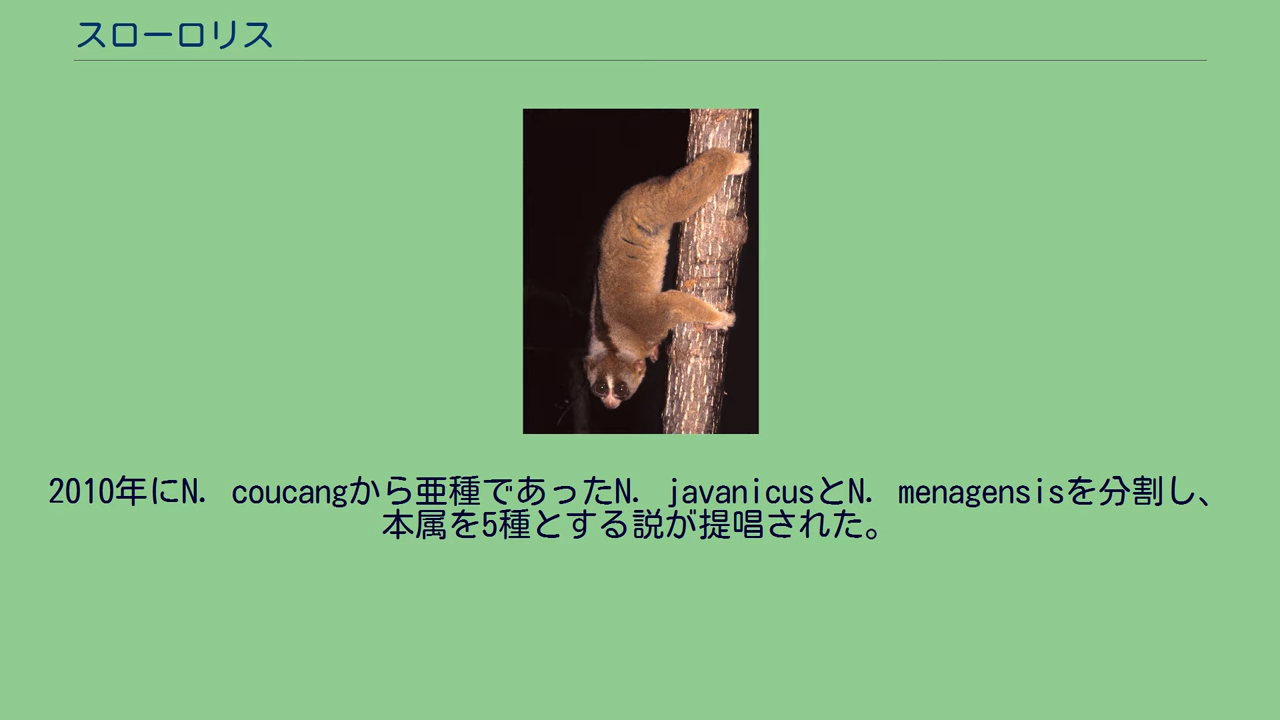 スローロリス
2010年にN. coucangから亜種であったN. javanicusとN. menagensisを分割し、
本属を5種とする説が提唱された。